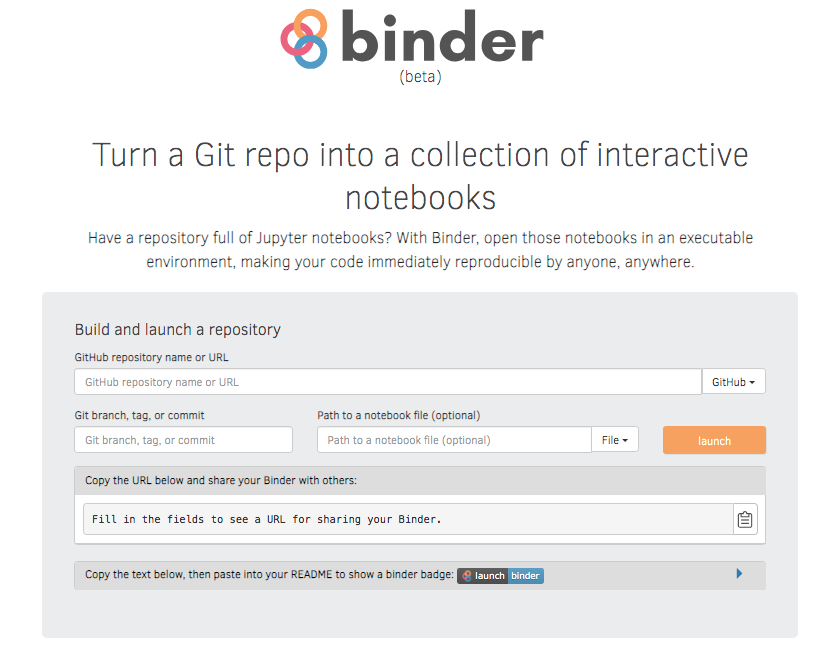 binder
(beta)
Turn a Git repo into a collection of interactive
notebooks
Have a repository full of Jupyter notebooks? With Binder, open those notebooks in an executable
environment, making your code immediately reproducible by anyone, anywhere.
Build and launch a repository
GitHub repository name or URL
GitHub repository name or URL GitHub
Git branch, tag, or commit Path to a notebook file (optional)
Git branch, tag, or commit Path to a notebook file (optional) File launch
Copy the URL below and share your Binder with others:
Fill in the fields to see a URL for sharing your Binder.
Copy the text below, then paste into your README to show a binder badge: launch binder